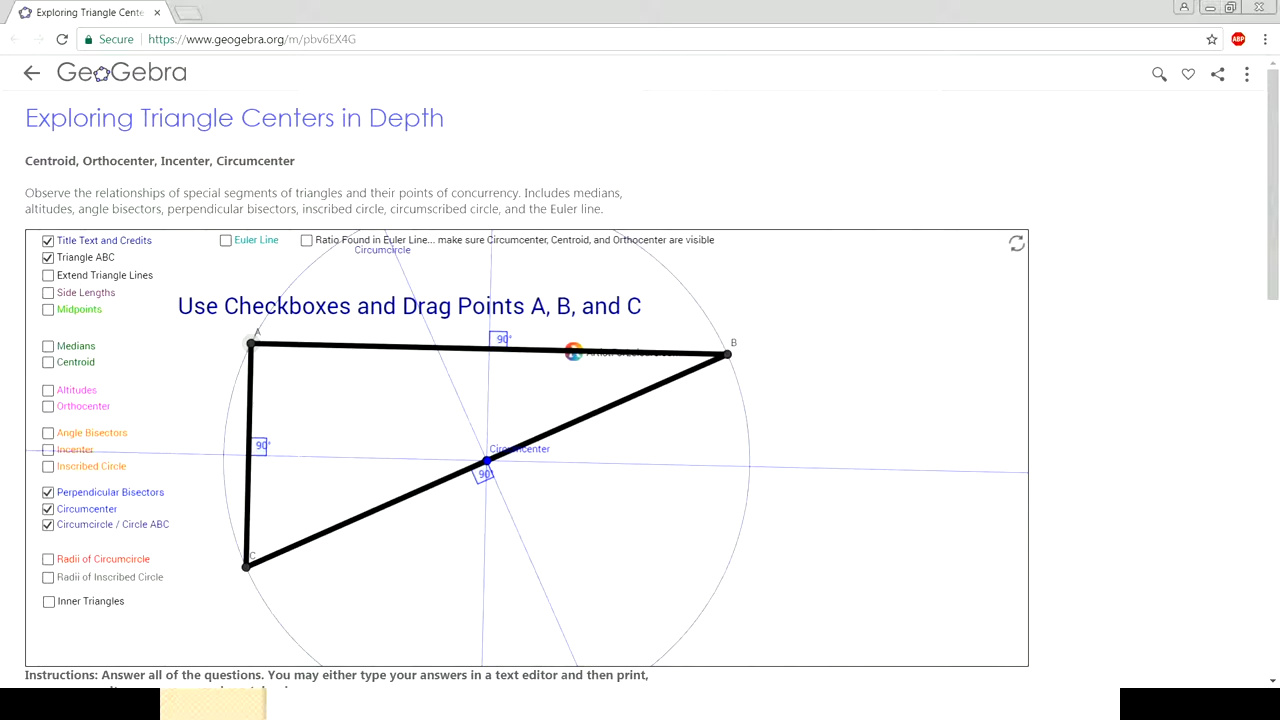 Exploring Triangle Cente
Secure
https://www.geogebra.org/m/pbv6EX4G
ABP
GeoGebra
Exploring Triangle Centers in Depth
Centroid, Orthocenter, Incenter, Circumcenter
Observe the relationships of special segments of triangles and their points of concurrency. Includes medians,
altitudes, angle bisectors, perpendicular bisectors, inscribed circle, circumscribed circle, and the Euler line.
Title Text and Credits
Euler Line
Ratio Found in Euler Line... make sure Circumcenter, Centroid, and Orthocenter are visible
Circumcircle
Triangle ABC
Extend Triangle Lines
Side Lengths
Midpoints
Use Checkboxes and Drag Points A, B, and C
A
90°
B
Medians
Centroid
Altitudes
Orthocenter
Angle Bisectors
90°
Incenter
Circumcenter
Inscribed Circle
90°
Perpendicular Bisectors
Circumcenter
Circumcircle / Circle ABC
C
Radii of Circumcircle
Radii of Inscribed Circle
Inner Triangles
Instructions: Answer all of the questions. You may either type your answers in a text editor and then print,